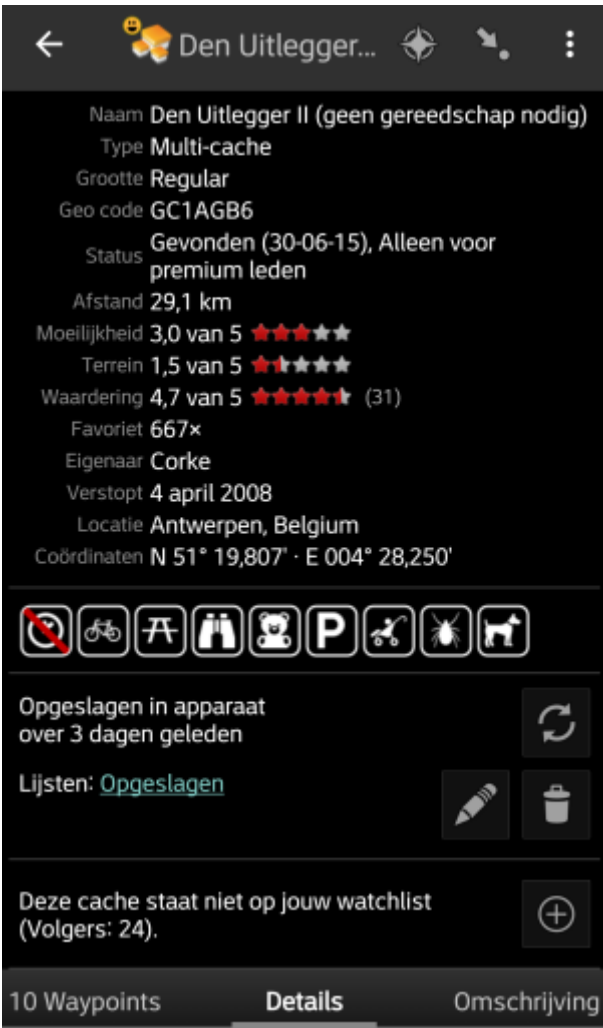 Den Uitlegger...
Naam Den Uitlegger II (geen gereedschap nodig)
Type Multi-cache
Grootte Regular
Geo code GC1AGB6
Status Gevonden (30-06-15), Alleen voor
premium leden
Afstand 29,1 km
Moeilijkheid 3,0 van 5
Terrein 1,5 van 5
Waardering 4,7 van 5 (31)
Favoriet 667×
Eigenaar Corke
Verstopt 4 april 2008
Locatie Antwerpen, Belgium
Coördinaten N 51° 19,807' · E 004° 28,250'
P
Opgeslagen in apparaat
over 3 dagen geleden
Lijsten: Opgeslagen
Deze cache staat niet op jouw watchlist
(Volgers: 24).
10 Waypoints Details Omschrijving